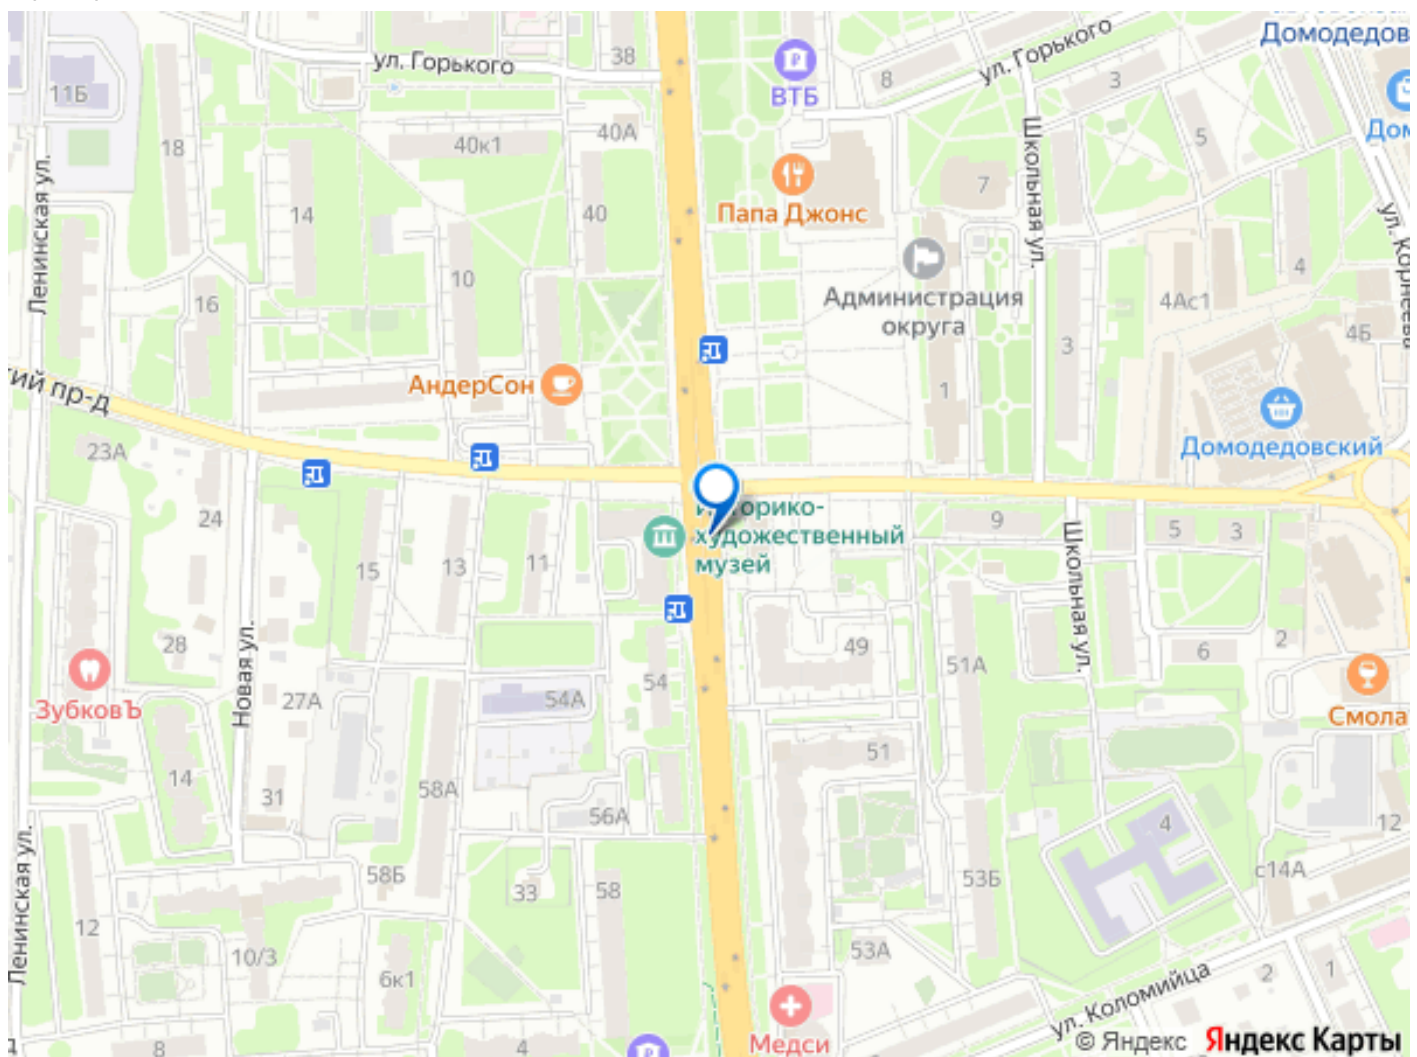 ул. Горького
38
ВТБ
8
ул. Горького
3
Домодедов
11Б
18
40к1
40А
5
Дом
Ленинская ул.
14
40
Папа Джонс
7
Школьная ул.
ул. Корнеева
16
10
Администрация
округа
4Ас1
4
4Б
3
кий пр-д
АндерСон
1
Домодедовский
23А
24
15
13
11
Историко-
художественный
музей
9
5
3
Школьная ул.
28
49
51А
6
2
ЗубковЪ
Новая ул.
27А
54А
54
Смола
14
31
58А
56А
51
4
12
Ленинская ул.
58Б
33
58
53Б
с14А
12
10/3
6к1
53А
ул. Коломийца
2
1
8
4
Медси
© Яндекс Яндекс Карты